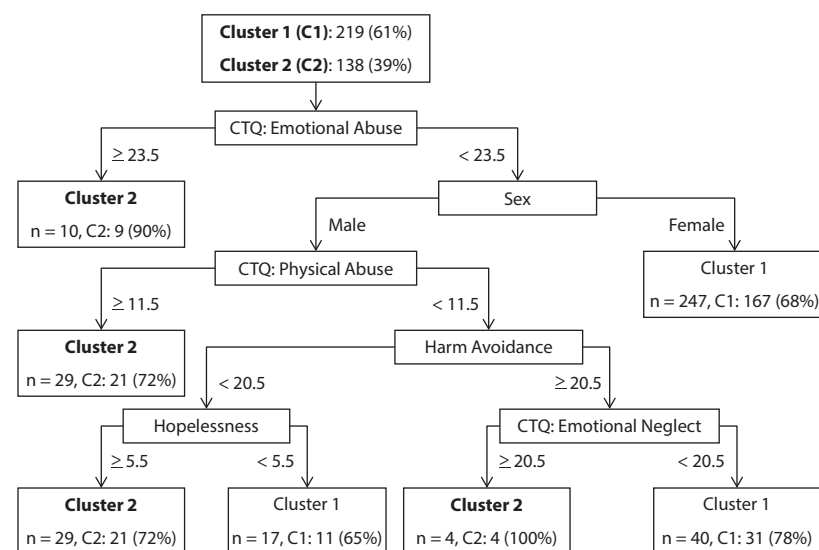 Cluster 1 (C1): 219 (61%)
Cluster 2 (C2): 138 (39%)
CTQ: Emotional Abuse
≥ 23.5
< 23.5
Cluster 2
n = 10, C2: 9 (90%)
Sex
Male
Female
CTQ: Physical Abuse
Cluster 1
n = 247, C1: 167 (68%)
≥ 11.5
< 11.5
Cluster 2
n = 29, C2: 21 (72%)
Harm Avoidance
< 20.5
≥ 20.5
Hopelessness
CTQ: Emotional Neglect
≥ 5.5
< 5.5
≥ 20.5
< 20.5
Cluster 2
n = 29, C2: 21 (72%)
Cluster 1
n = 17, C1: 11 (65%)
Cluster 2
n = 4, C2: 4 (100%)
Cluster 1
n = 40, C1: 31 (78%)